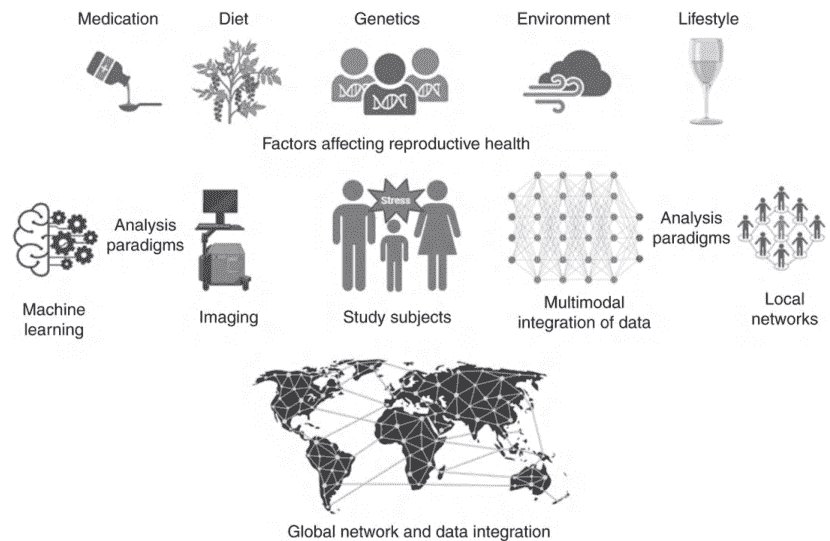 Medication
Diet
Genetics
Environment
Lifestyle
Factors affecting reproductive health
Stress
Analysis
paradigms
Analysis
paradigms
Machine
learning
Imaging
Study subjects
Multimodal
integration of data
Local
networks
Global network and data integration